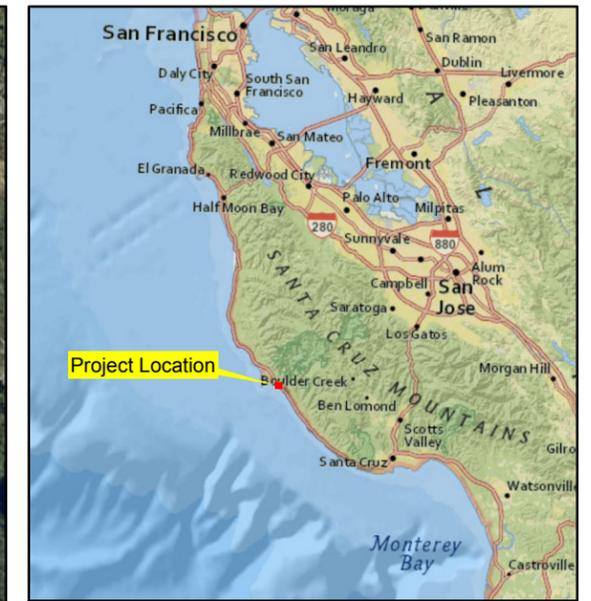 Moraga
San Francisco
San Leandro
San Ramon
Daly City
Dublin
South San
Francisco
Livermore
Hayward
Pleasanton
Pacifica
A
Millbrae
San Mateo
Fremont
El Granada
Redwood City
L
Half Moon Bay
Palo Alto
Milpitas
280
Sunnyvale
880
Alum
Rock
Campbell
San
Jose
Saratoga
Los Gatos
SANTA CRUZ MOUNTAINS
Project Location
Morgan Hill
Boulder Creek
Ben Lomond
Scotts
Valley
Gilro
Santa Cruz
Watsonvill
Monterey
Bay
Castroville